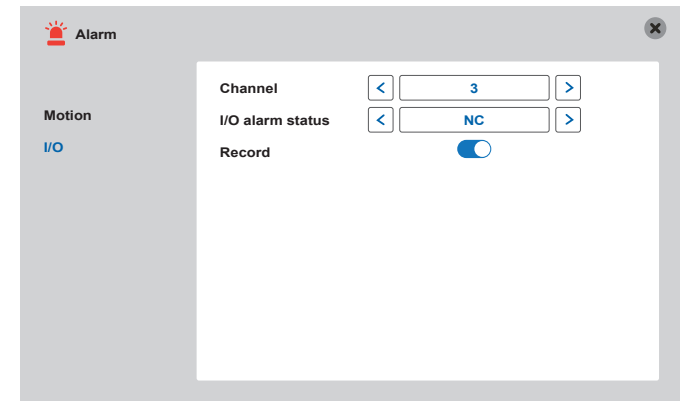 Alarm
Motion
I/O
Channel
3
I/O alarm status
NC
Record